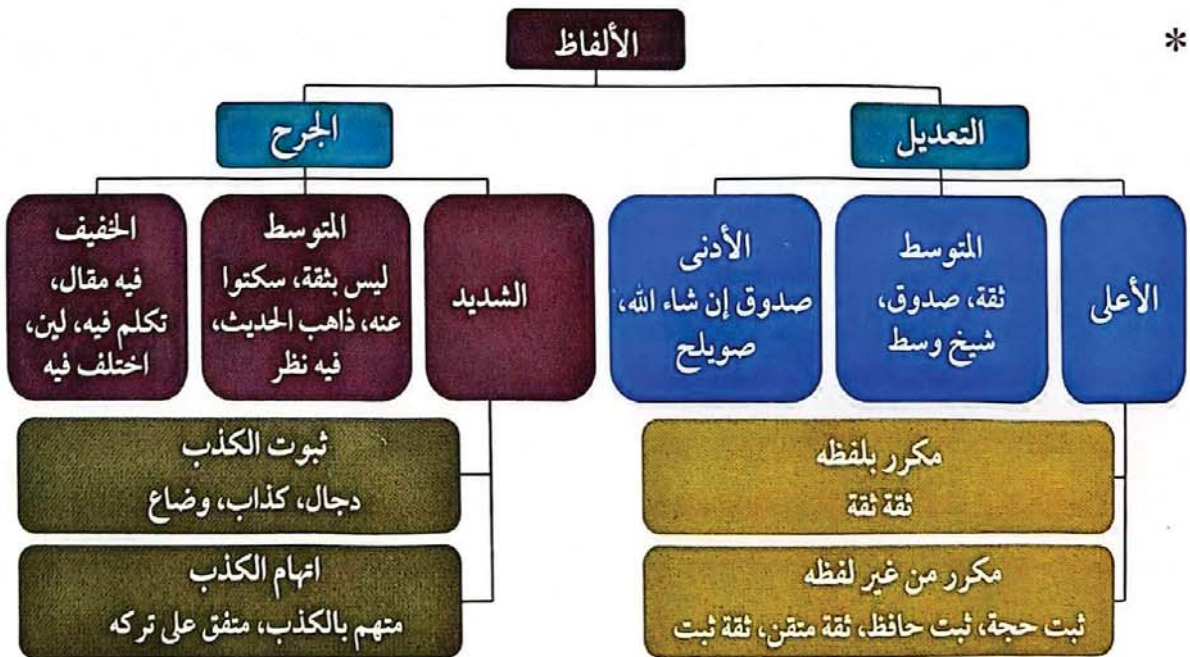 *
الألفاظ
التعديل
الأعلى
مكرر بلفظه
ثقة ثقة
مكرر من غير لفظه
ثبت حجة، ثبت حافظ، ثقة متقن، ثقة ثبت
المتوسط
ثقة، صدوق،
شيخ وسط
الأدنى
صدوق إن شاء الله،
صويلح
الجرح
الشديد
ثبوت الكذب
دجال، كذاب، وضاع
اتهام الكذب
متهم بالكذب، متفق على تركه
المتوسط
ليس بثقة، سكتوا
عنه، ذاهب الحديث،
فيه نظر
الخفيف
فيه مقال،
تكلم فيه، لين،
اختلف فيه